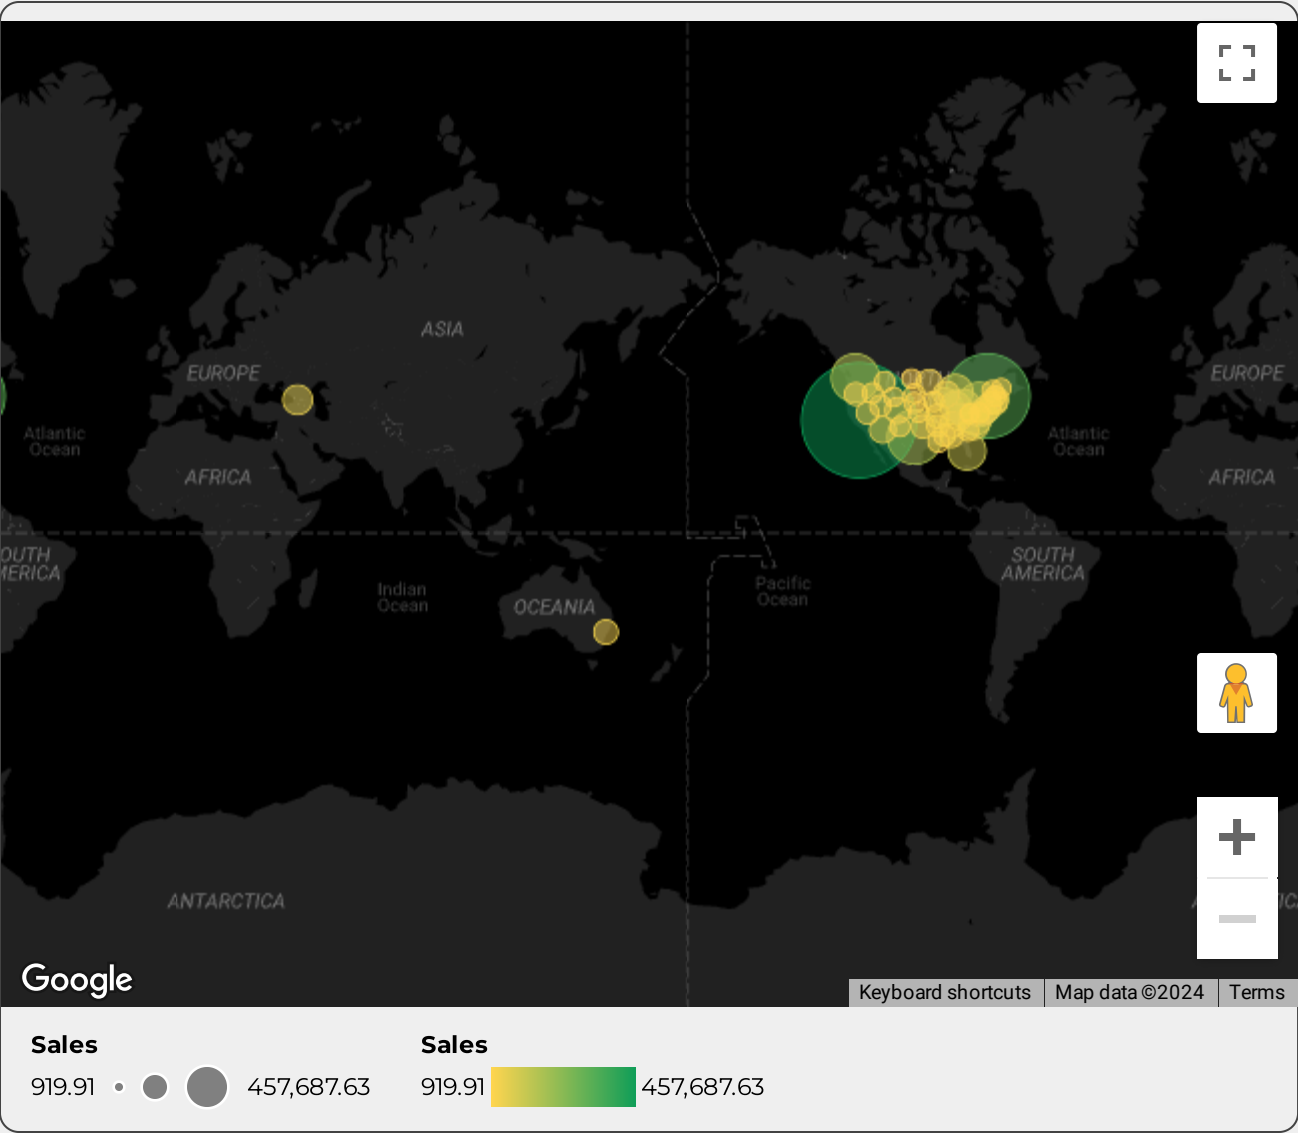 ASIA
EUROPE
EUROPE
Atlantic
Ocean
Atlantic
Ocean
AFRICA
AFRICA
OUTH
MERICA
SOUTH
AMERICA
Indian
Ocean
OCEANIA
Pacific
Ocean
ANTARCTICA
Google
Keyboard shortcuts
Map data ©2024
Terms
Sales
919.91
457,687.63
Sales
919.91
457,687.63